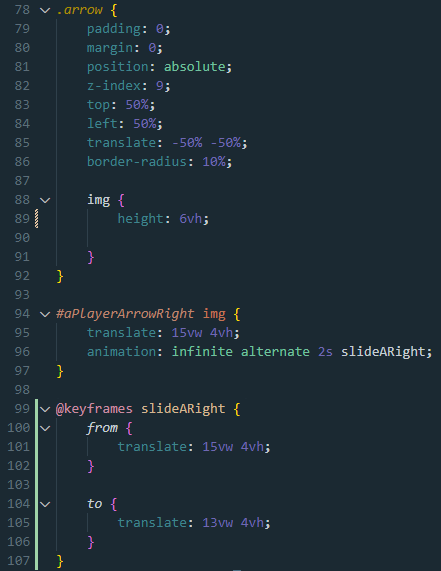 78 .arrow {
79 padding: 0;
80 margin: 0;
81 position: absolute;
82 z-index: 9;
83 top: 50%;
84 left: 50%;
85 translate: -50% -50%;
86 border-radius: 10%;
87
88 img {
89 height: 6vh;
90
91 }
92 }
93
94 #aPlayerArrowRight img {
95 translate: 15vw 4vh;
96 animation: infinite alternate 2s slideARight;
97 }
98
99 @keyframes slideARight {
100 from {
101 translate: 15vw 4vh;
102 }
103
104 to {
105 translate: 13vw 4vh;
106 }
107 }